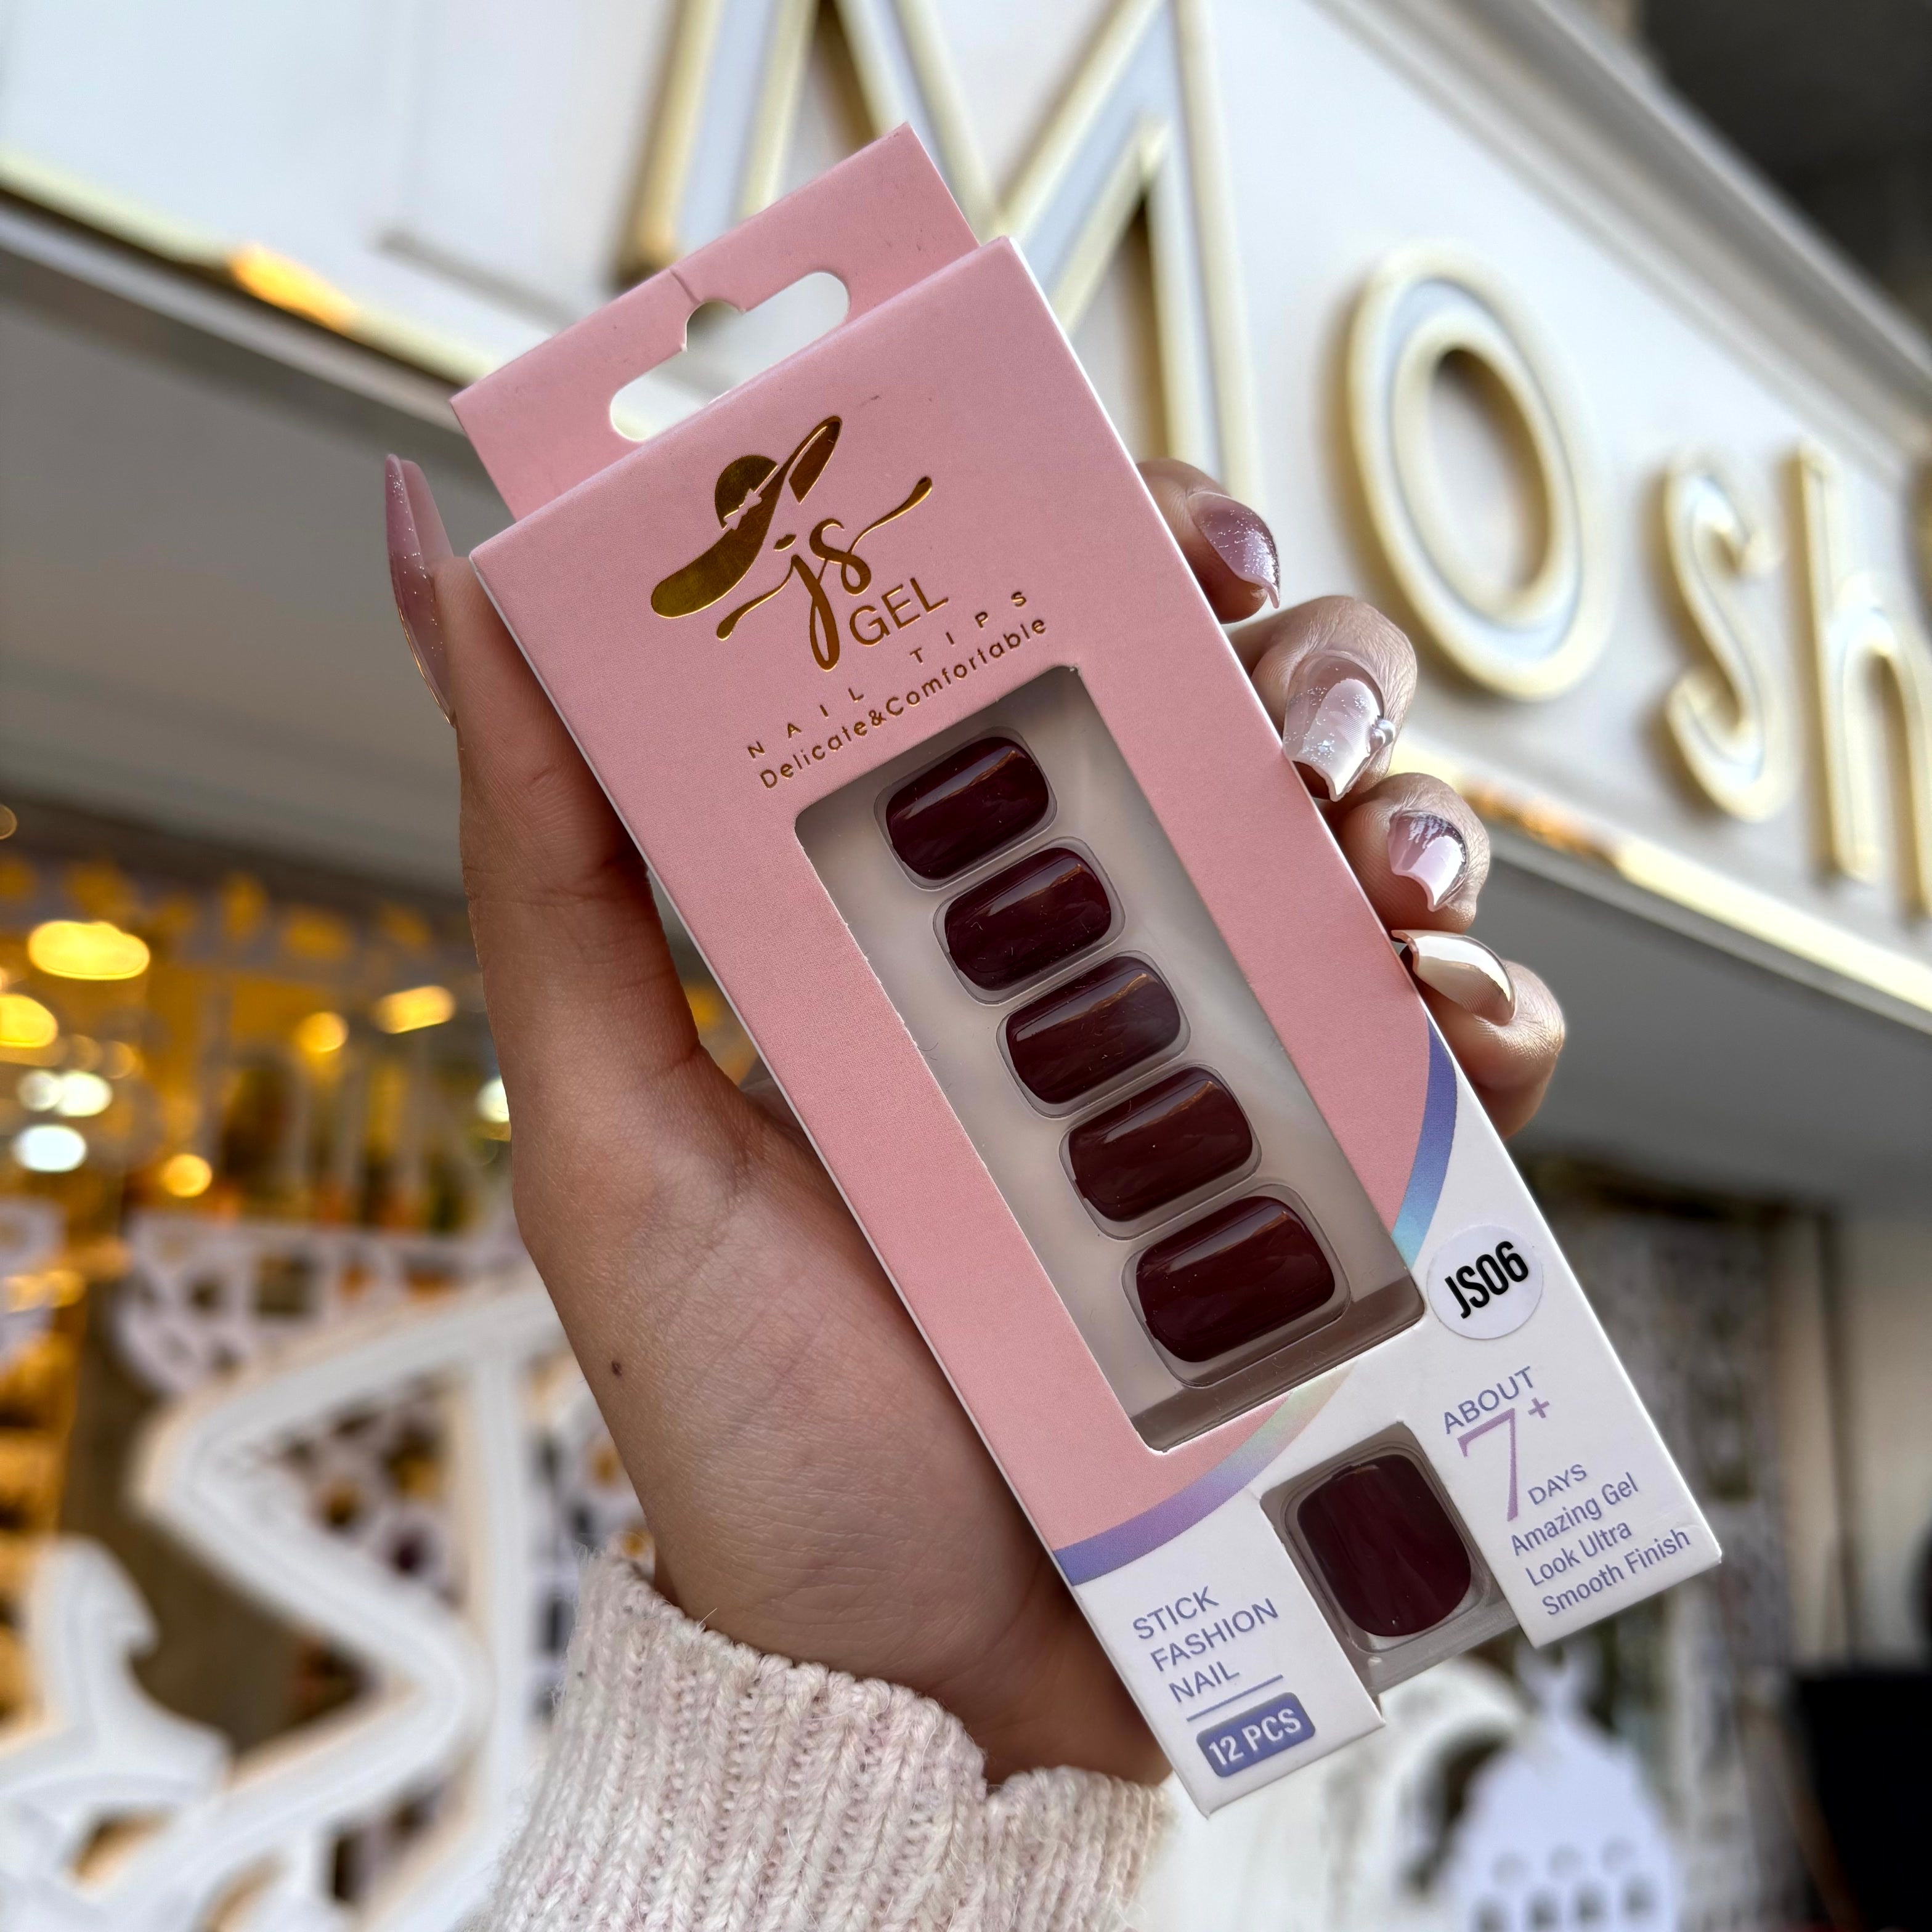 Mosh
js
GEL
NAIL TIPS
Delicate&Comfortable
JS06
ABOUT
7+
DAYS
Amazing Gel
Look Ultra
Smooth Finish
STICK
FASHION
NAIL
12 PCS